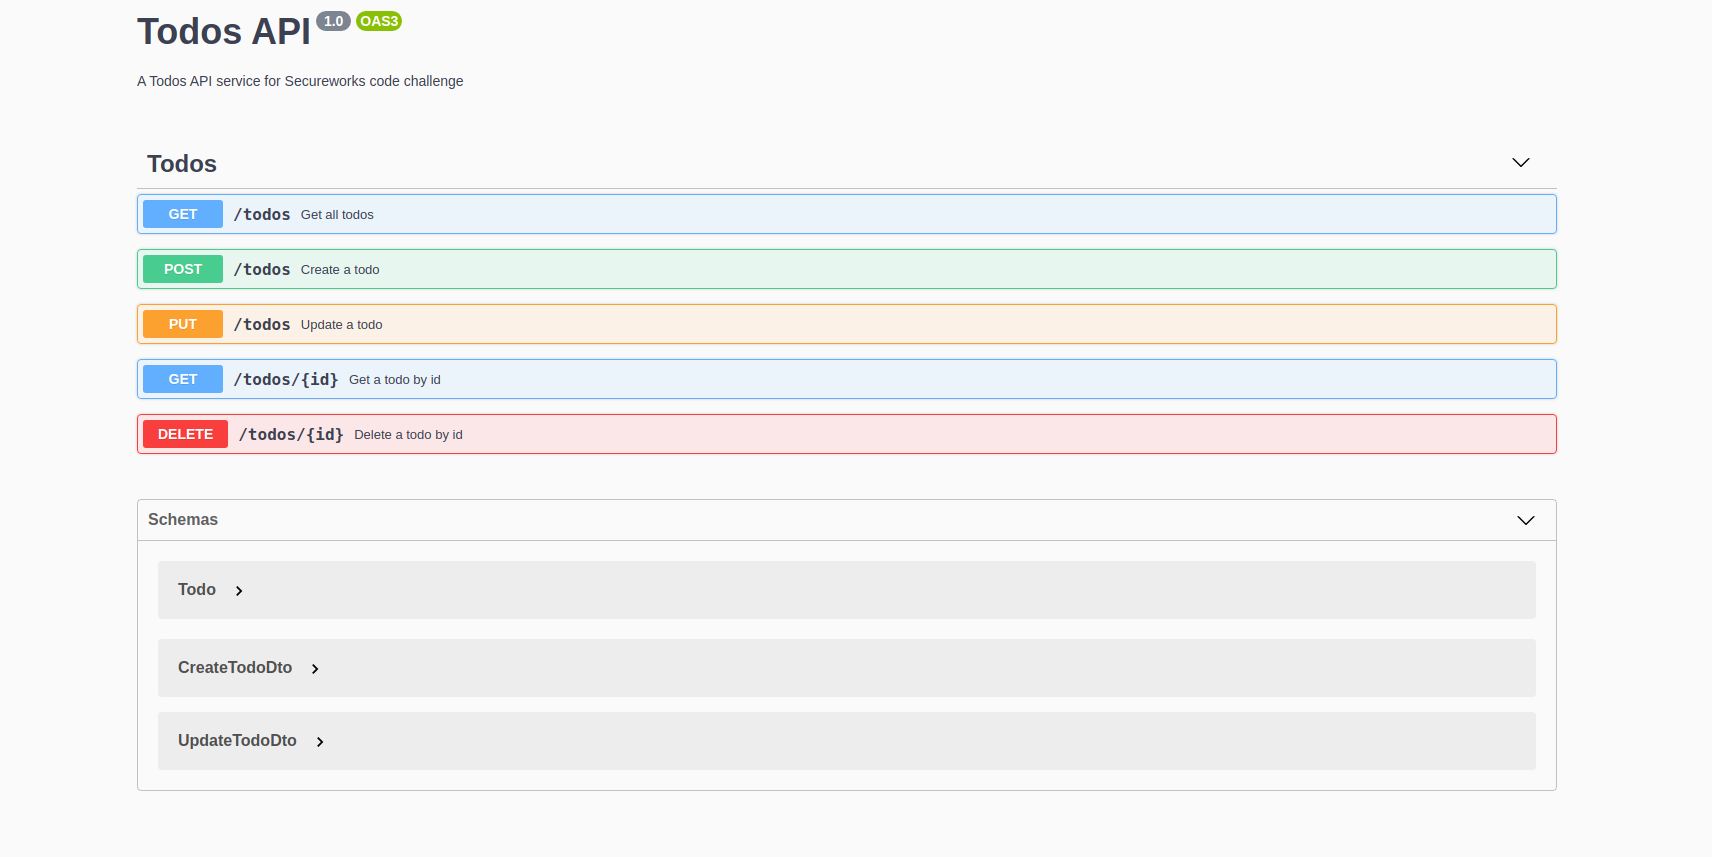 Todos API 1.0 OAS3
A Todos API service for Secureworks code challenge
Todos
GET /todos Get all todos
POST /todos Create a todo
PUT /todos Update a todo
GET /todos/{id} Get a todo by id
DELETE /todos/{id} Delete a todo by id
Schemas
Todo
CreateTodoDto
UpdateTodoDto